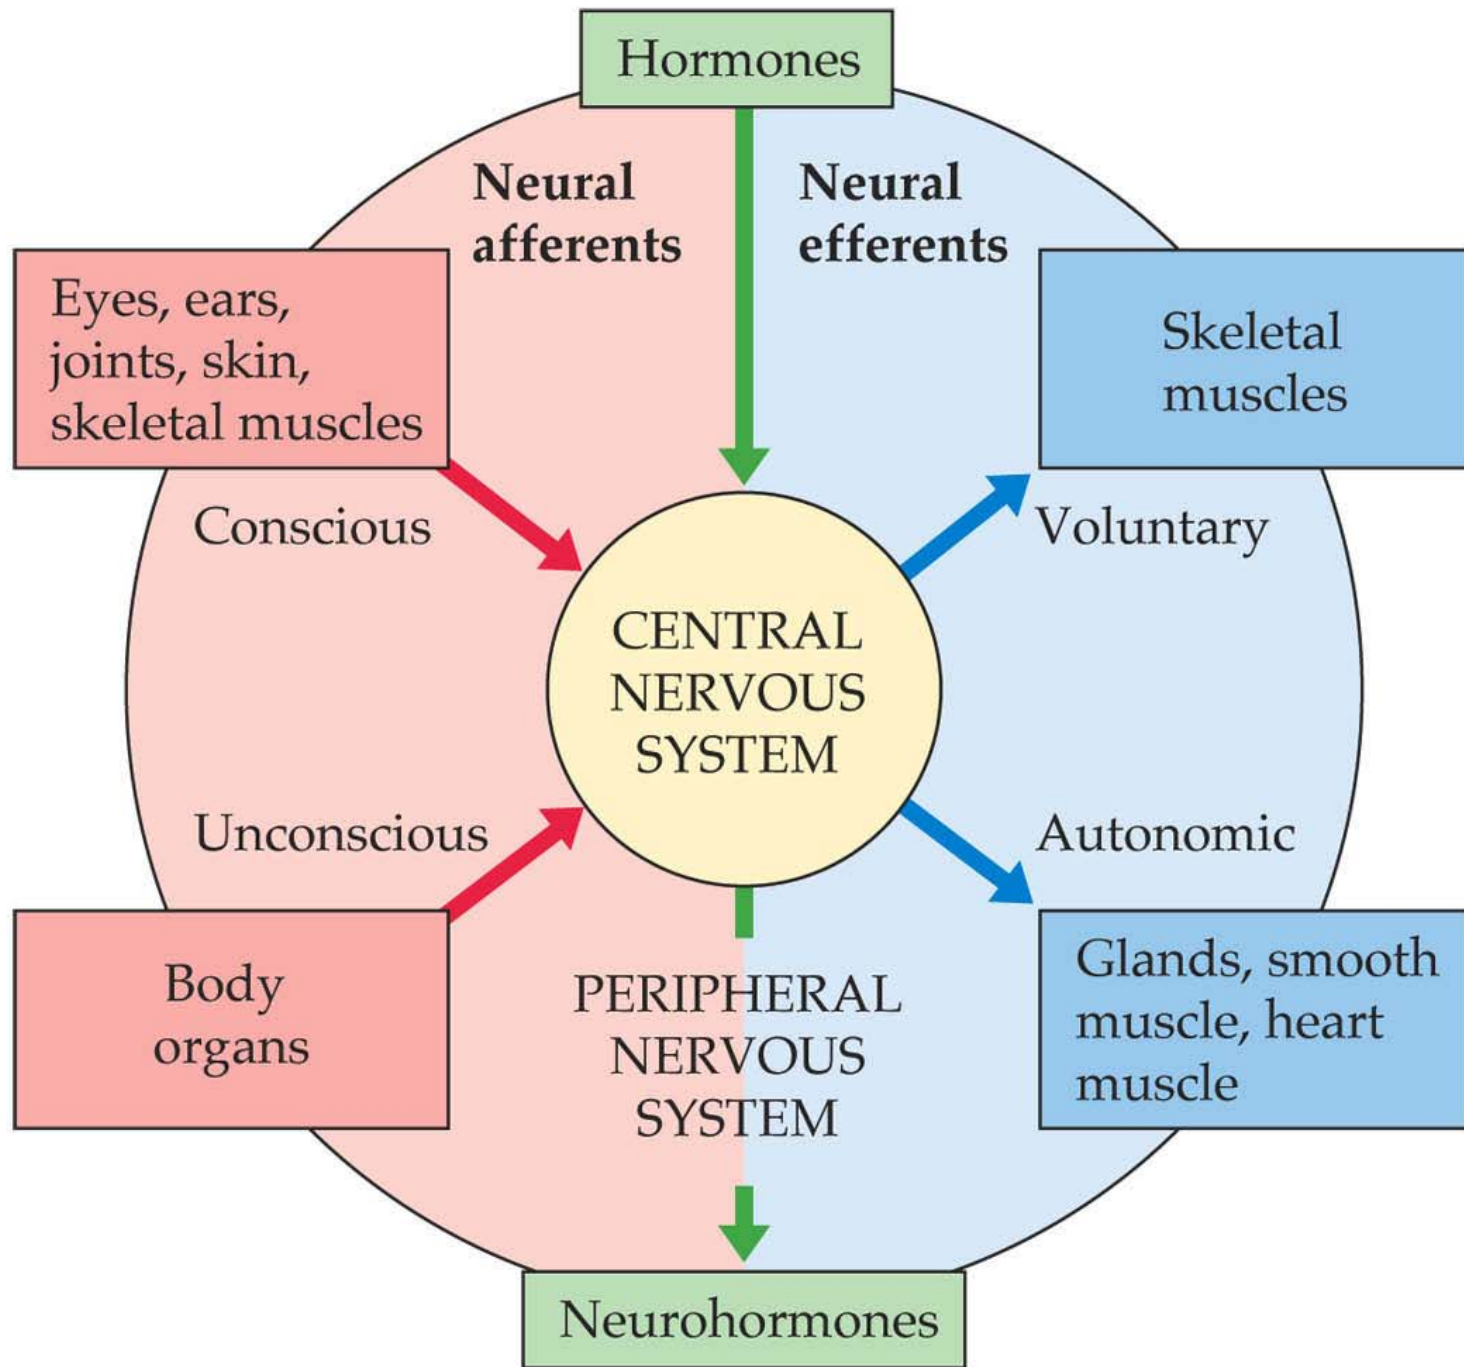 Hormones
Neural
afferents
Neural
efferents
Eyes, ears,
joints, skin,
skeletal muscles
Skeletal
muscles
Conscious
Voluntary
CENTRAL
NERVOUS
SYSTEM
Unconscious
Autonomic
Body
organs
PERIPHERAL
NERVOUS
SYSTEM
Glands, smooth
muscle, heart
muscle
Neurohormones